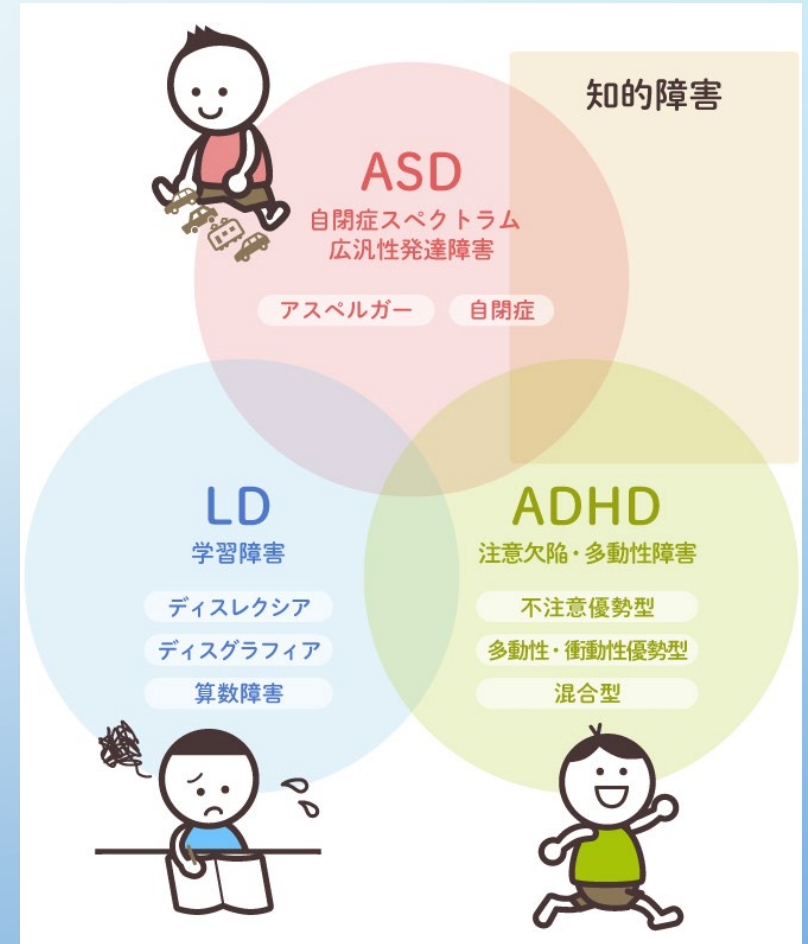 知的障害
ASD
自閉症スペクトラム
広汎性発達障害
アスペルガー
自閉症
LD
学習障害
ディスレクシア
ディスグラフィア
算数障害
ADHD
注意欠陥・多動性障害
不注意優勢型
多動性・衝動性優勢型
混合型